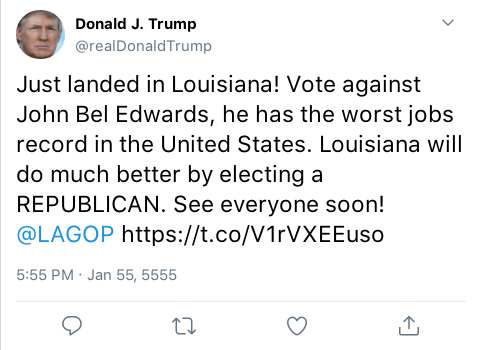 Donald J. Trump
@realDonaldTrump
Just landed in Louisiana! Vote against
John Bel Edwards, he has the worst jobs
record in the United States. Louisiana will
do much better by electing a
REPUBLICAN. See everyone soon!
@LAGOP https://t.co/V1rVXEEuso
5:55 PM · Jan 55, 5555